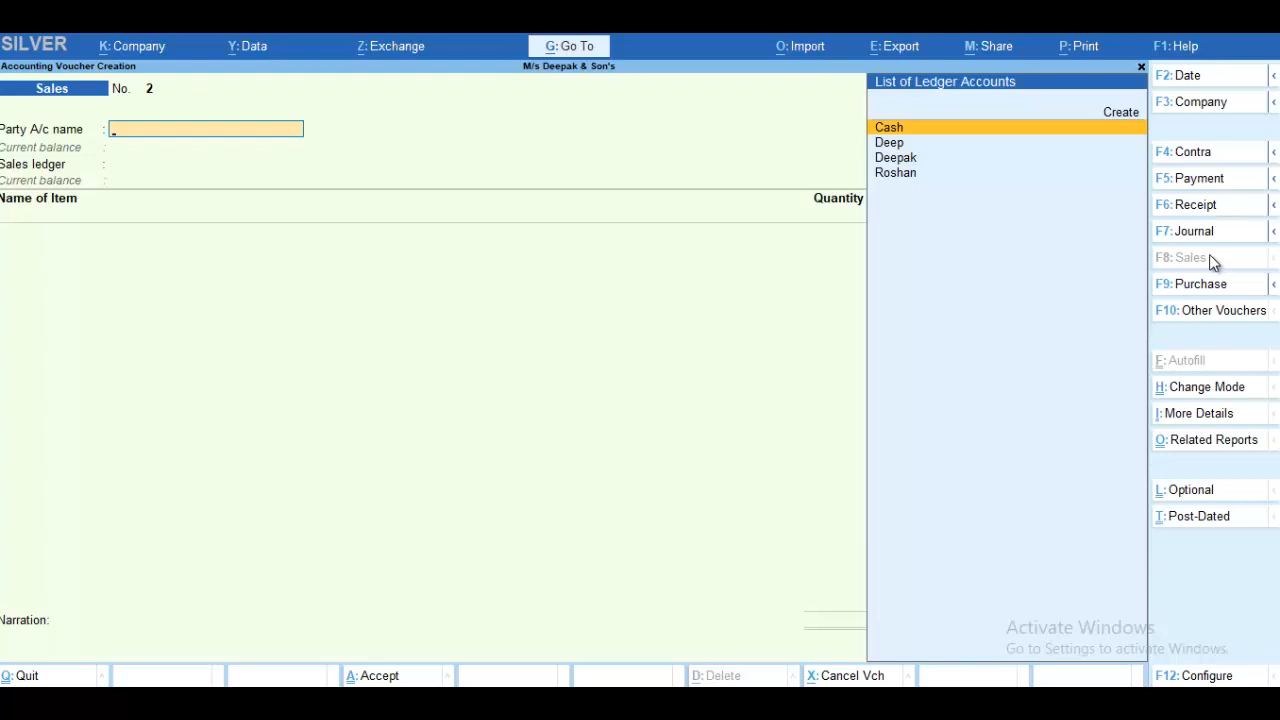 SILVER K: Company Y: Data Z: Exchange G: Go To O: Import E: Export M: Share P: Print F1: Help
Accounting Voucher Creation M/s Deepak & Son's
Sales No. 2
Party A/c name :
Current balance :
Sales ledger :
Current balance :
Name of Item Quantity
Narration:
List of Ledger Accounts
Create
Cash
Deep
Deepak
Roshan
F2: Date
F3: Company
F4: Contra
F5: Payment
F6: Receipt
F7: Journal
F8: Sales
F9: Purchase
F10: Other Vouchers
F: Autofill
H: Change Mode
I: More Details
O: Related Reports
L: Optional
T: Post-Dated
Activate Windows
Go to Settings to activate Windows.
Q: Quit A: Accept D: Delete X: Cancel Vch F12: Configure